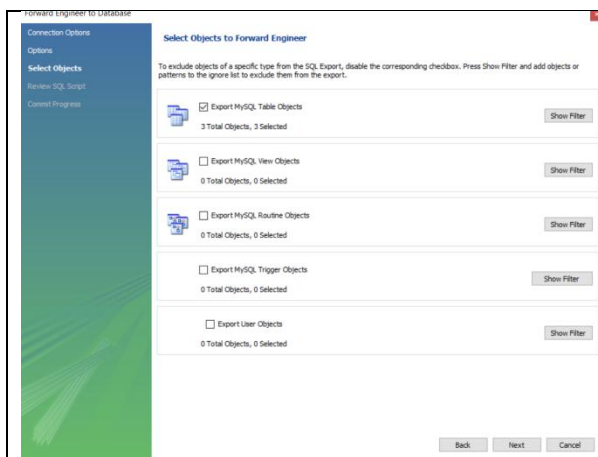 Forward Engineer to Database
Connection Options
Options
Select Objects
Review SQL Script
Commit Progress
Select Objects to Forward Engineer
To exclude objects of a specific type from the SQL Export, disable the corresponding checkbox. Press Show Filter and add objects or
patterns to the ignore list to exclude them from the export.
Export MySQL Table Objects
3 Total Objects, 3 Selected
Show Filter
Export MySQL View Objects
0 Total Objects, 0 Selected
Show Filter
Export MySQL Routine Objects
0 Total Objects, 0 Selected
Show Filter
Export MySQL Trigger Objects
0 Total Objects, 0 Selected
Show Filter
Export User Objects
0 Total Objects, 0 Selected
Show Filter
Back Next Cancel